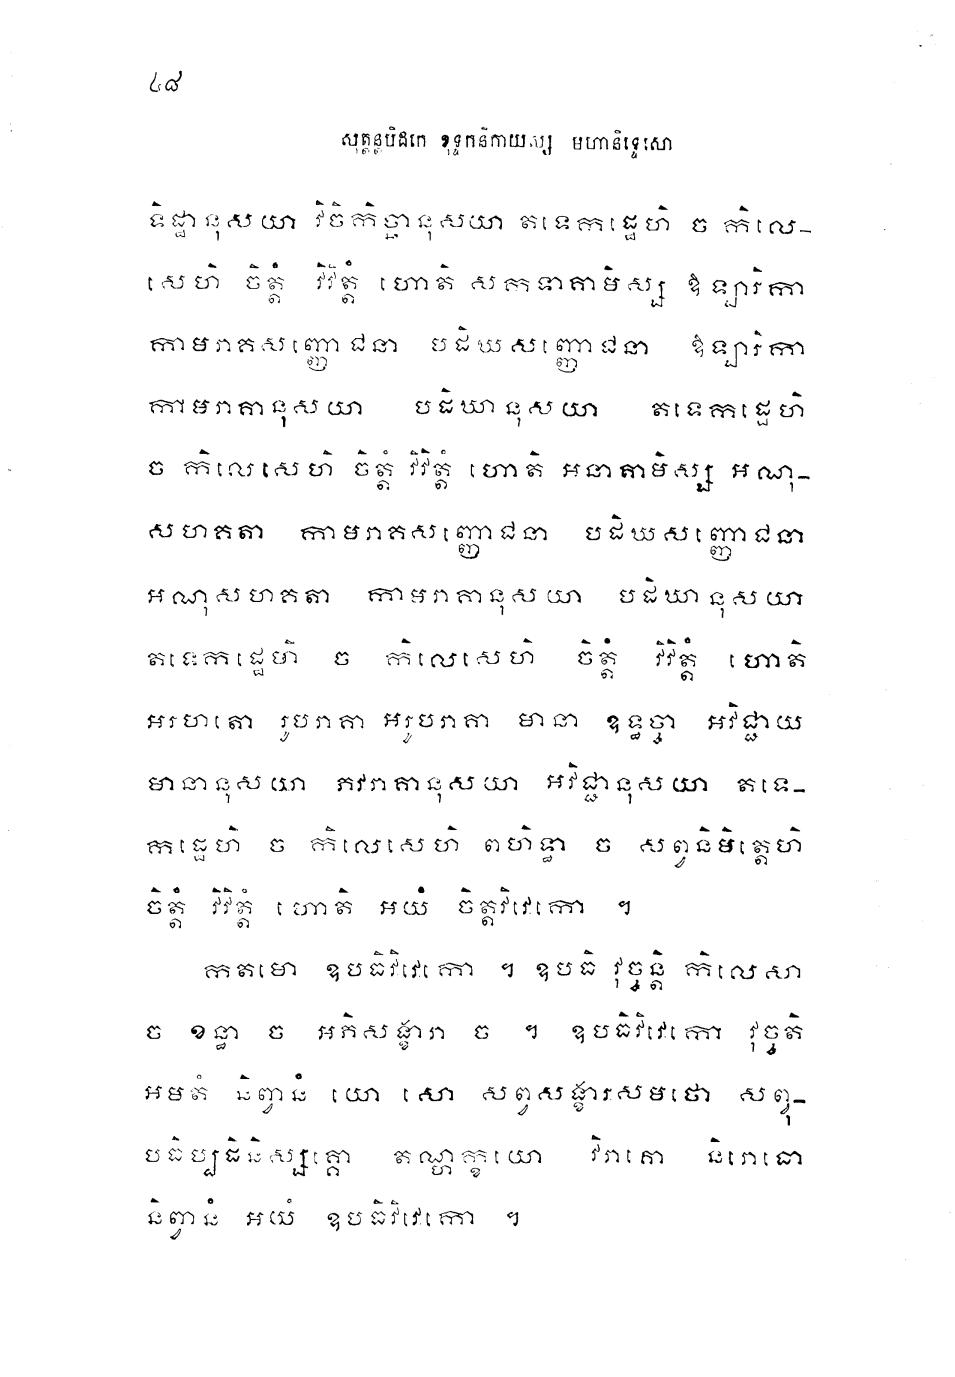 ៤៨
សុត្តន្តបិដកេ ខុទ្ទកនិកាយស្ស មហានិទ្ទេសោ
ទិដ្ឋានុសយា វិចិកិច្ឆានុសយា តទេកដ្ឋេហិ ច កិលេ-
សេហិ ចិត្តំ វិវិត្តំ ហោតិ សកទាគាមិស្ស ឱឡារិកា
កាមរាគសញ្ញោជនា បដិឃសញ្ញោជនា ឱឡារិកា
កាមរាគានុសយា បដិឃានុសយា តទេកដ្ឋេហិ
ច កិលេសេហិ ចិត្តំ វិវិត្តំ ហោតិ អនាគាមិស្ស អណុ-
សហគតា កាមរាគសញ្ញោជនា បដិឃសញ្ញោជនា
អណុសហគតា កាមរាគានុសយា បដិឃានុសយា
តទេកដ្ឋេហិ ច កិលេសេហិ ចិត្តំ វិវិត្តំ ហោតិ
អរហតោ រូបរាគា អរូបរាគា មានា ឧទ្ធច្ចា អវិជ្ជាយ
មានានុសយា ភវរាគានុសយា អវិជ្ជានុសយា តទេ-
កដ្ឋេហិ ច កិលេសេហិ ពហិទ្ធា ច សព្វនិមិត្តេហិ
ចិត្តំ វិវិត្តំ ហោតិ អយំ ចិត្តវិវេកោ ។
កតមោ ឧបធិវិវេកោ ។ ឧបធិ វុច្ចន្តិ កិលេសា
ច ខន្ធា ច អភិសង្ខារា ច ។ ឧបធិវិវេកោ វុច្ចតិ
អមតំ និព្វានំ យោ សោ សព្វសង្ខារសមថោ សព្វុ-
បធិប្បដិនិស្សគ្គោ តណ្ហក្ខយោ វិរាគោ និរោធោ
និព្វានំ អយំ ឧបធិវិវេកោ ។